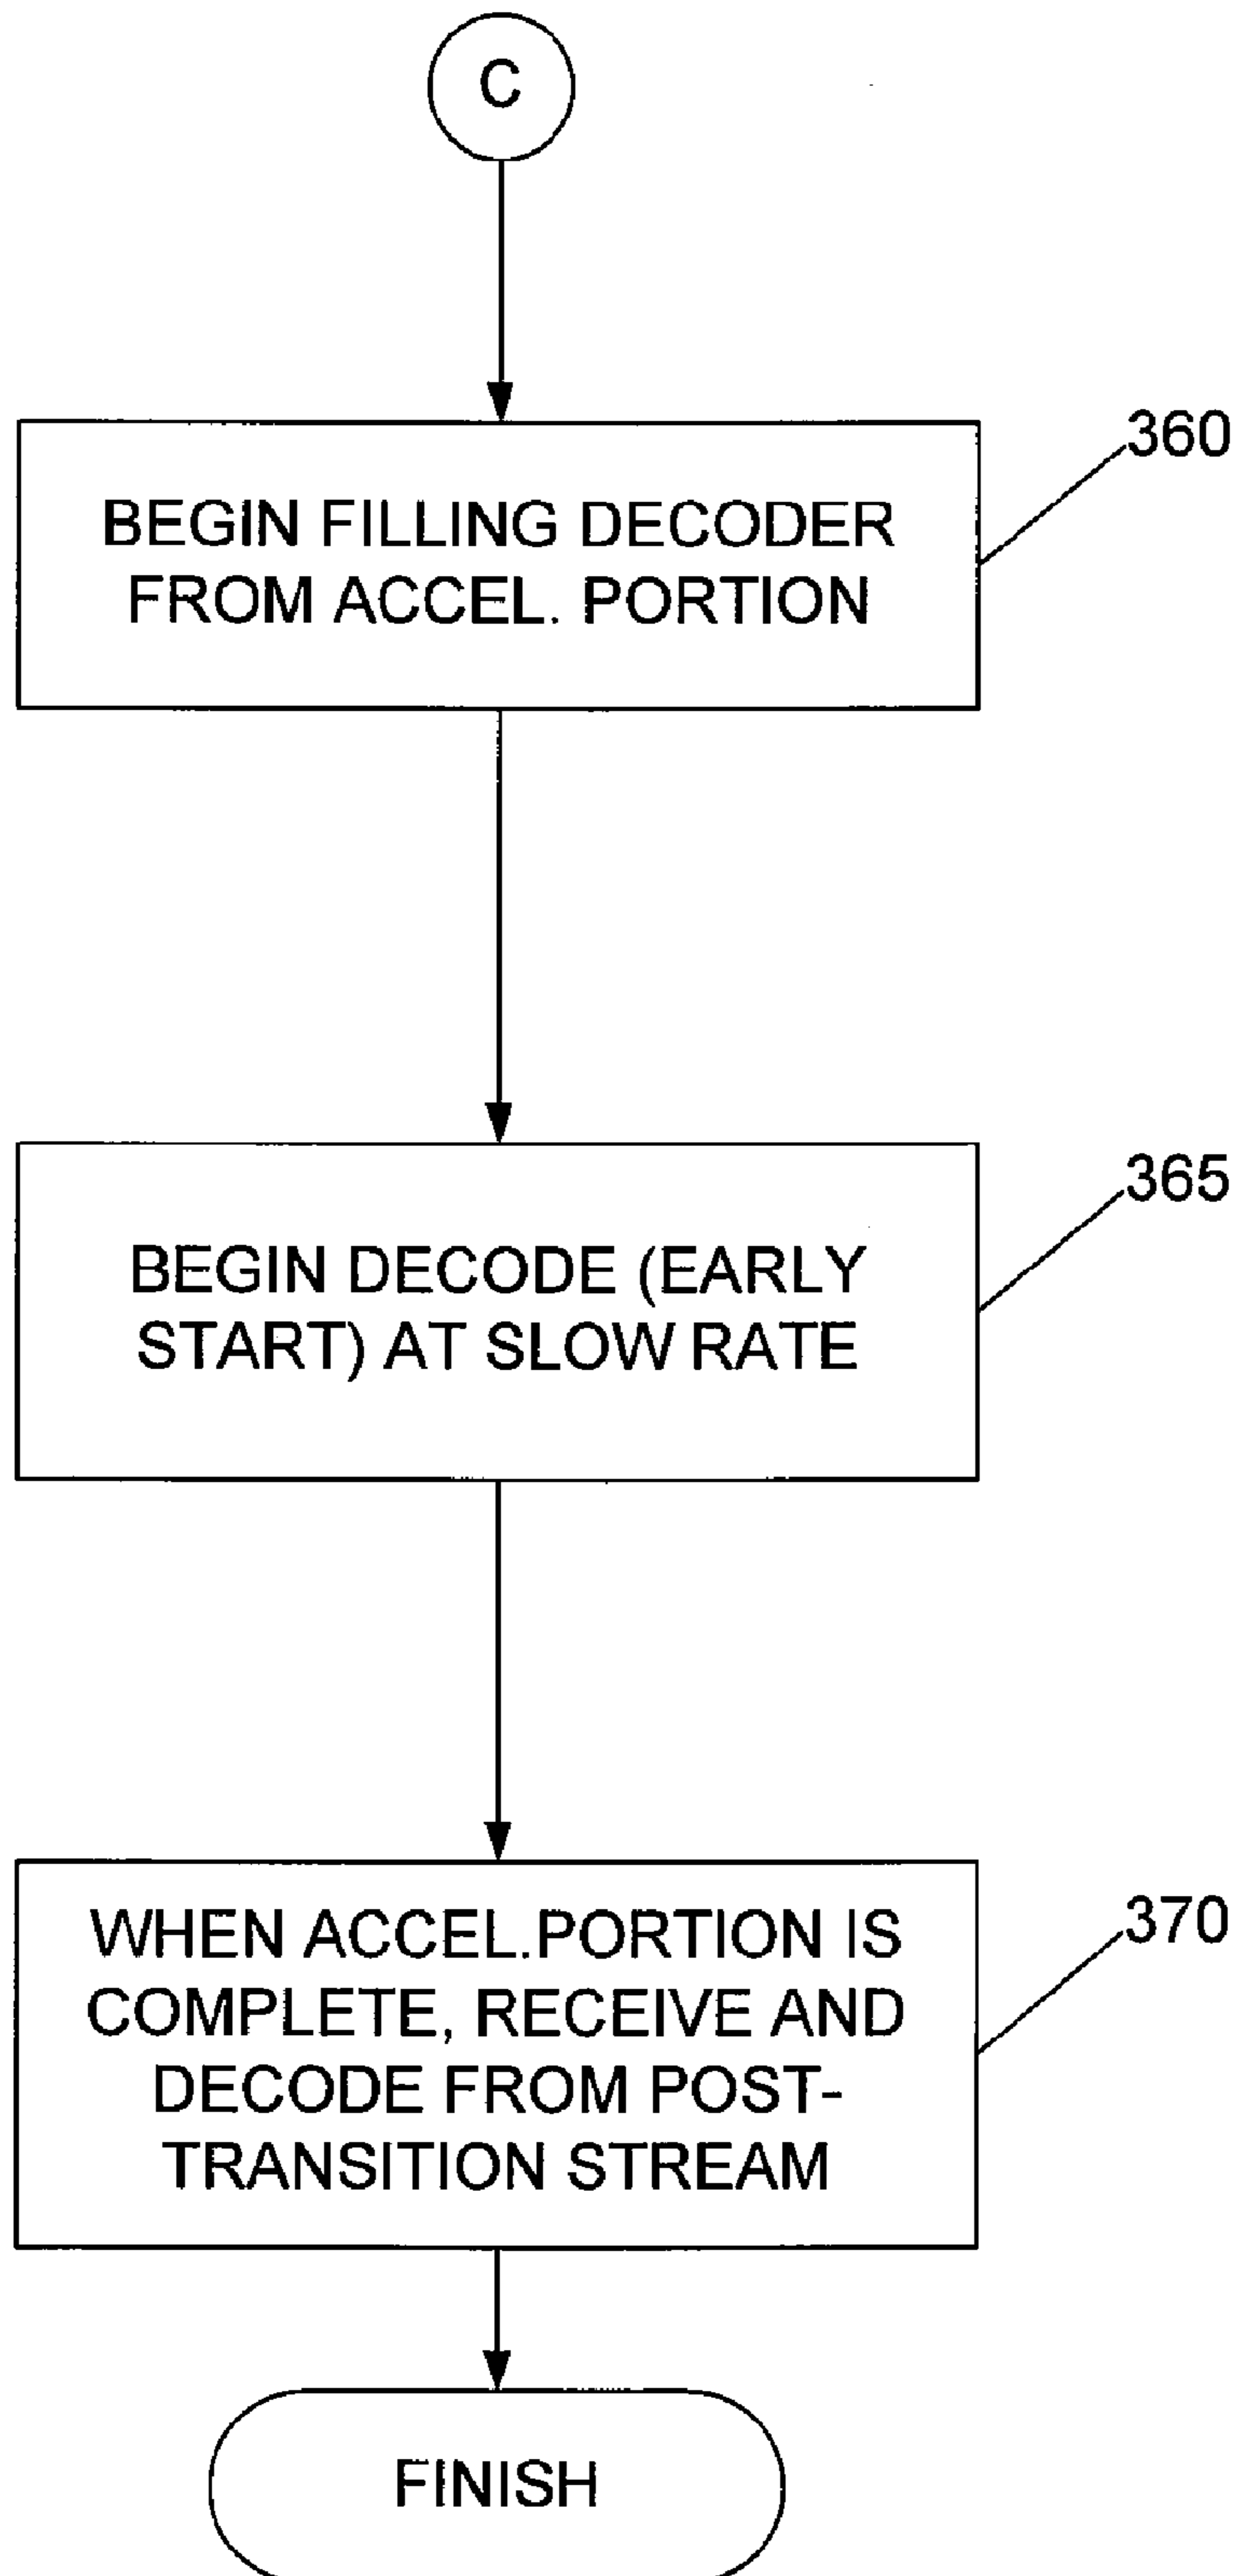 C
360
BEGIN FILLING DECODER
FROM ACCEL. PORTION
365
BEGIN DECODE (EARLY
START) AT SLOW RATE
370
WHEN ACCEL.PORTION IS
COMPLETE, RECEIVE AND
DECODE FROM POST-
TRANSITION STREAM
FINISH